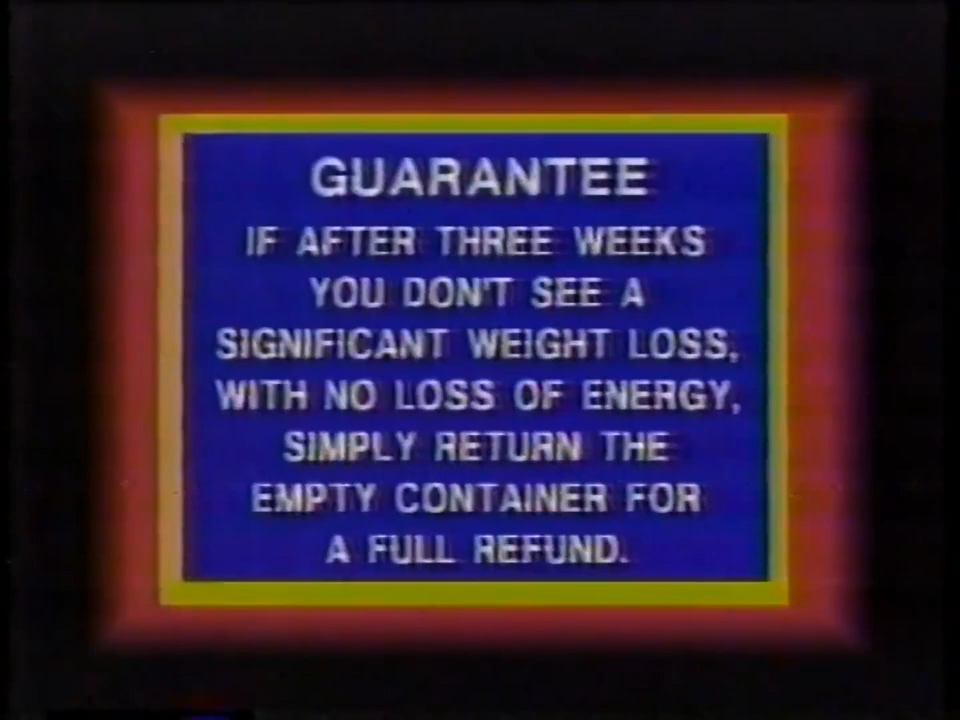 GUARANTEE
IF AFTER THREE WEEKS
YOU DON'T SEE A
SIGNIFICANT WEIGHT LOSS,
WITH NO LOSS OF ENERGY,
SIMPLY RETURN THE
EMPTY CONTAINER FOR
A FULL REFUND.